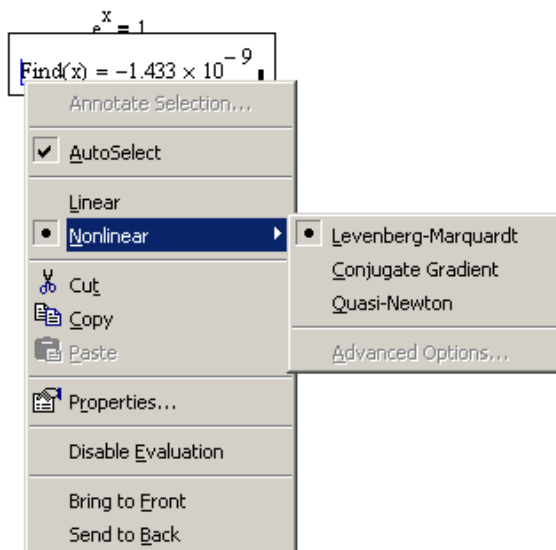 e^x = 1
Find(x) = −1.433 × 10^−9
Annotate Selection...
AutoSelect
Linear
Nonlinear
Levenberg-Marquardt
Conjugate Gradient
Quasi-Newton
Advanced Options...
Cut
Copy
Paste
Properties...
Disable Evaluation
Bring to Front
Send to Back